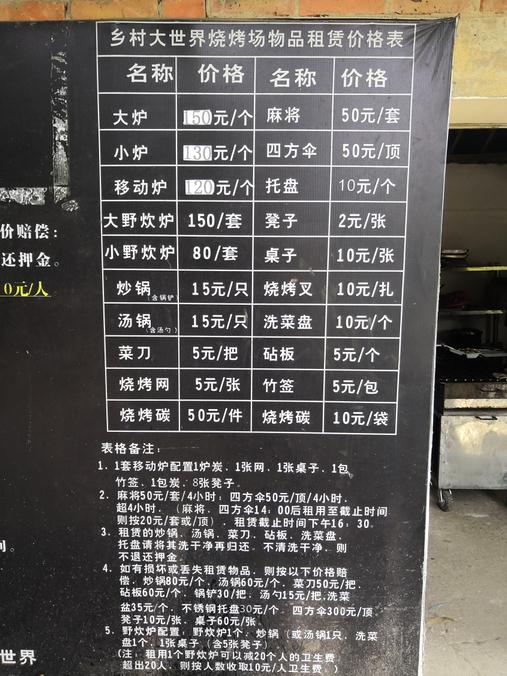 乡村大世界烧烤场物品租赁价格表
名称 价格 名称 价格
大炉 150元/个 麻将 50元/套
小炉 130元/个 四方伞 50元/顶
移动炉 120元/个 托盘 10元/个
大野炊炉 150/套 凳子 2元/张
小野炊炉 80/套 桌子 10元/张
炒锅(含锅铲) 15元/只 烧烤叉 10元/扎
汤锅(含汤勺) 15元/只 洗菜盘 10元/个
菜刀 5元/把 砧板 5元/个
烧烤网 5元/张 竹签 5元/包
烧烤碳 50元/件 烧烤碳 10元/袋
表格备注:
1、1套移动炉配置1炉炭、1张网、1张桌子、1包
竹签、1包炭、8张凳子。
2、麻将50元/套/4小时; 四方伞50元/顶/4小时,
超4小时, (麻将、四方伞14:00后租用至截止时间
则按20元/套或/顶), 租赁截止时间下午16:30
3、租赁的炒锅、汤锅、菜刀、砧板、洗菜盘、
托盘请将其洗干净再归还, 不清洗干净, 则
不退还押金。
4、如有损坏或丢失租赁物品, 则按以下价格赔
偿, 炒锅80元/个、汤锅60元/个、菜刀50元/把、
砧板60元/个、锅铲30/把、汤勺15元/把,洗菜
盆35元/个、不锈钢托盘30元/个、四方伞300元/顶
凳子10元/张、桌子60元/张。
5、野炊炉配置: 野炊炉1个、炒锅(或汤锅1只、洗菜
盘1个、1张桌子(含5张凳子)
(注: 租用1个野炊炉可以减20个人的卫生费
超出20人, 则按人数收取10元/人卫生费)
价赔偿:
还押金。
0元/人
。
世界